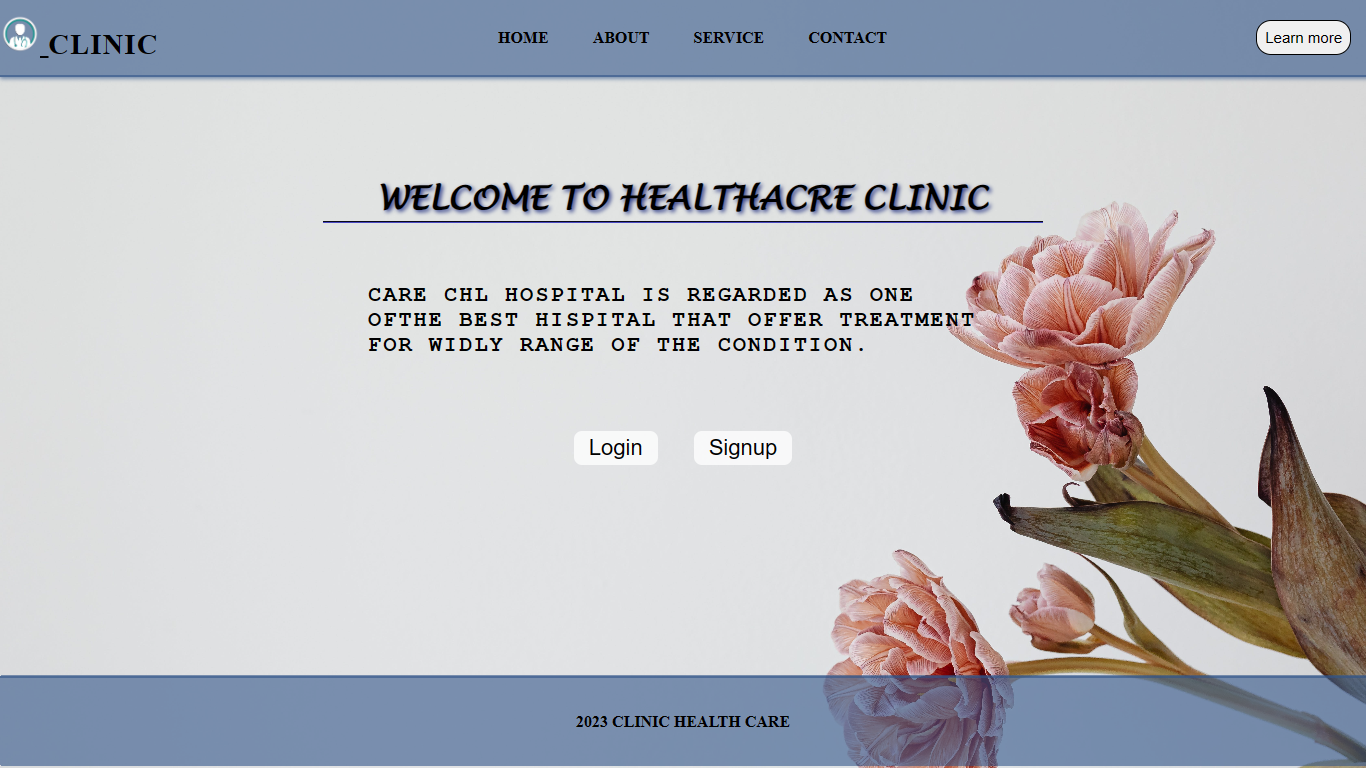 _CLINIC
HOME ABOUT SERVICE CONTACT
Learn more
WELCOME TO HEALTHACRE CLINIC
CARE CHL HOSPITAL IS REGARDED AS ONE
OFTHE BEST HISPITAL THAT OFFER TREATMENT
FOR WIDLY RANGE OF THE CONDITION.
Login Signup
2023 CLINIC HEALTH CARE